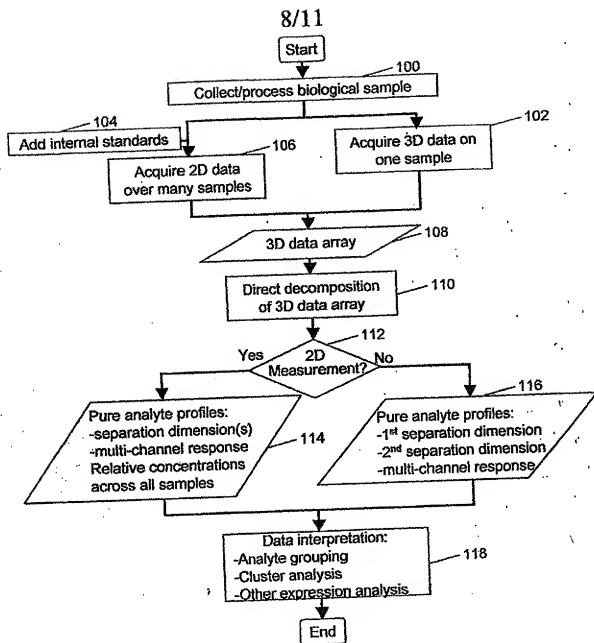 8/11
Start
100
Collect/process biological sample
104
Add internal standards
106
Acquire 2D data
over many samples
102
Acquire 3D data on
one sample
3D data array
108
Direct decomposition
of 3D data array
110
112
Yes
2D
Measurement?
No
Pure analyte profiles:
-separation dimension(s)
-multi-channel response
Relative concentrations
across all samples
114
116
Pure analyte profiles:
-1st separation dimension
-2nd separation dimension
-multi-channel response
Data interpretation:
-Analyte grouping
-Cluster analysis
-Other expression analysis
118
End